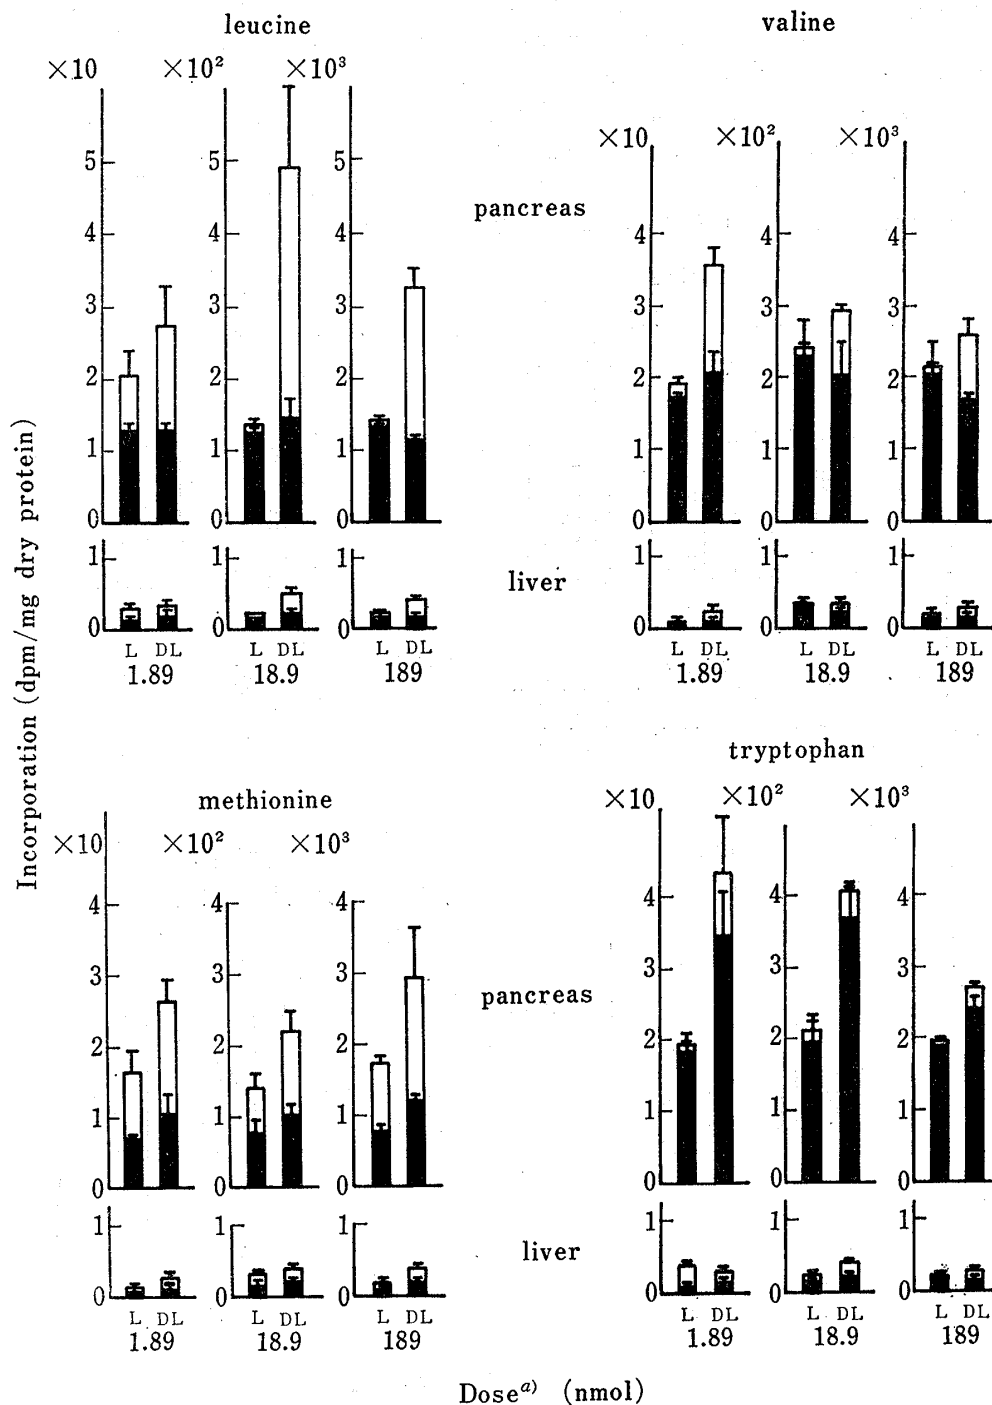 leucine
×10 ×10² ×10³
5 5 5
4 4 4
3 3 3
2 2 2
1 1 1
0 0 0
1 1 1
0 0 0
L DL L DL L DL
1.89 18.9 189
valine
×10 ×10² ×10³
4 4 4
3 3 3
2 2 2
1 1 1
0 0 0
1 1 1
0 0 0
L DL L DL L DL
1.89 18.9 189
pancreas
liver
Incorporation (dpm/mg dry protein)
methionine
×10 ×10² ×10³
4 4 4
3 3 3
2 2 2
1 1 1
0 0 0
1 1 1
0 0 0
L DL L DL L DL
1.89 18.9 189
tryptophan
×10 ×10² ×10³
4 4 4
3 3 3
2 2 2
1 1 1
0 0 0
1 1 1
0 0 0
L DL L DL L DL
1.89 18.9 189
pancreas
liver
Dose^a) (nmol)